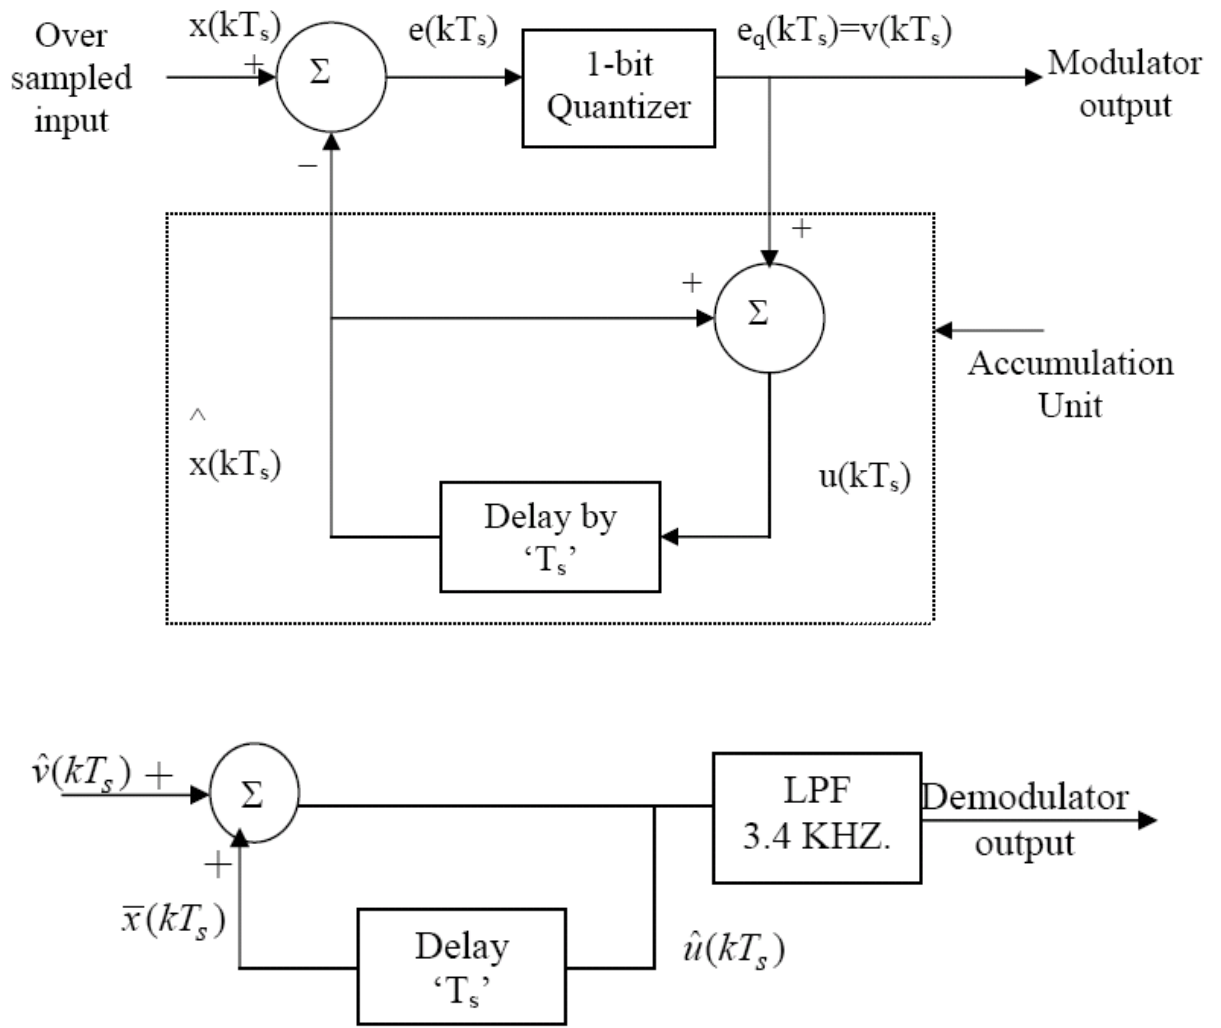 Over
sampled
input
x(kTₛ)
+
Σ
e(kTₛ)
1-bit
Quantizer
e_q(kTₛ)=v(kTₛ)
Modulator
output
−
+
+
Σ
Accumulation
Unit
^
x(kTₛ)
u(kTₛ)
Delay by
‘Tₛ’
v̂(kTₛ) +
Σ
LPF
3.4 KHZ.
Demodulator
output
+
x̅(kTₛ)
Delay
‘Tₛ’
û(kTₛ)